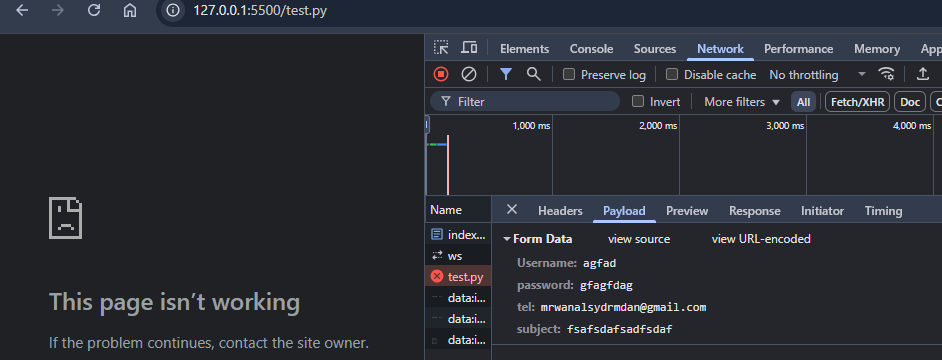 127.0.0.1:5500/test.py
Elements Console Sources Network Performance Memory
Preserve log Disable cache No throttling
Filter Invert More filters All Fetch/XHR Doc
1,000 ms 2,000 ms 3,000 ms 4,000 ms
Name Headers Payload Preview Response Initiator Timing
index...
ws
test.py
data:i...
data:i...
data:i...
Form Data view source view URL-encoded
Username: agfad
password: gfagfdag
tel: mrwanalsydrmdan@gmail.com
subject: fsafsdafsadfsdaf
This page isn't working
If the problem continues, contact the site owner.